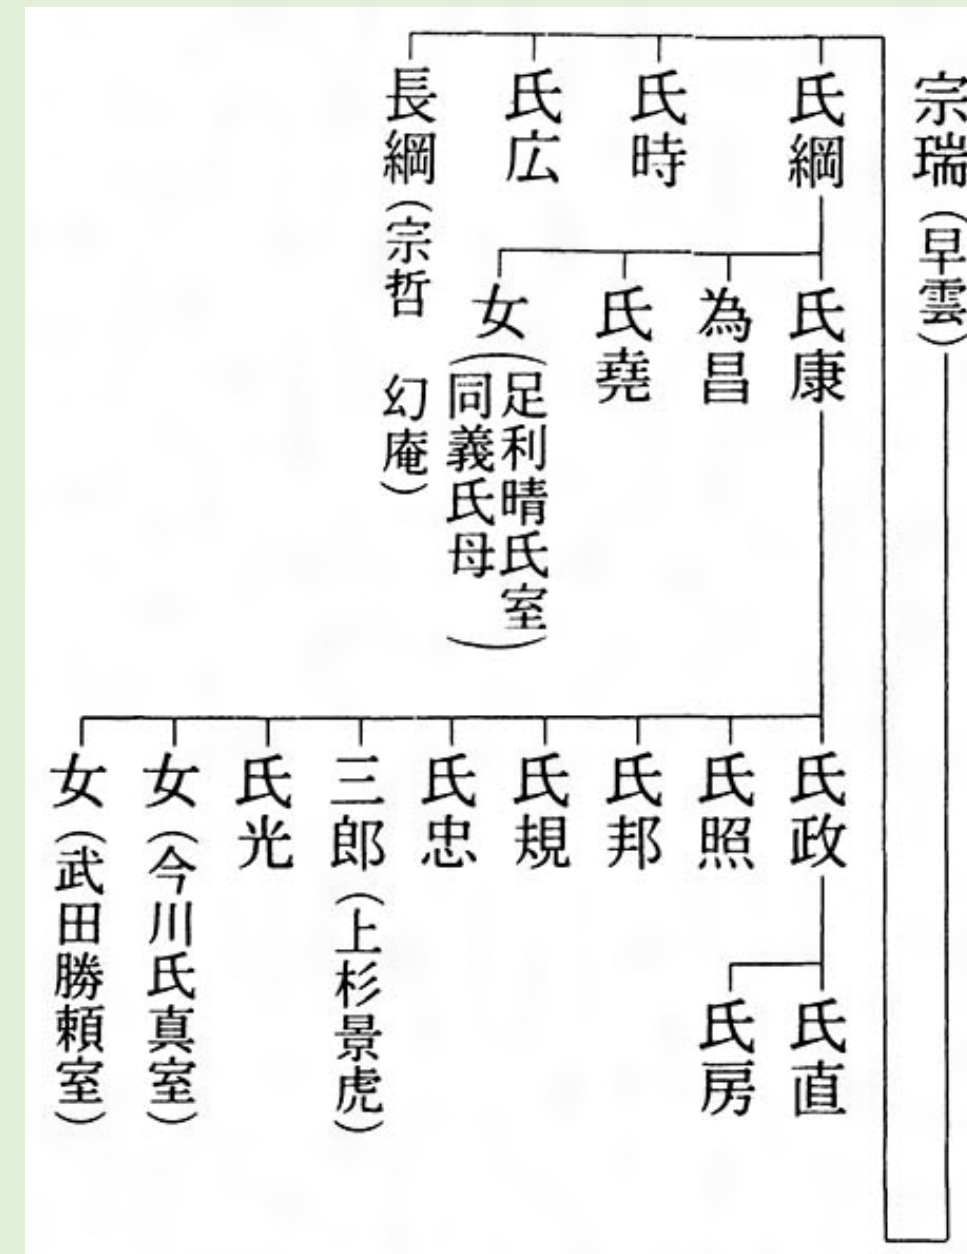 宗瑞（早雲）
氏綱
氏時
氏広
長綱（宗哲　幻庵）
氏康
為昌
氏堯
女（足利晴氏室
同義氏母）
氏政
氏照
氏邦
氏規
氏忠
三郎（上杉景虎）
氏光
女（今川氏真室）
女（武田勝頼室）
氏直
氏房